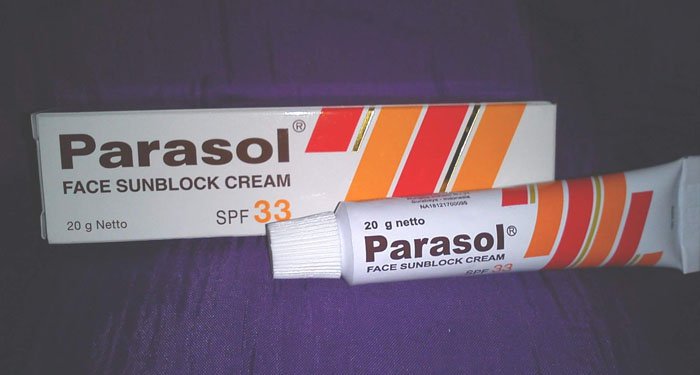 Parasol®
FACE SUNBLOCK CREAM
20 g Netto
SPF 33
20 g netto
Parasol®
FACE SUNBLOCK CREAM
SPF 33